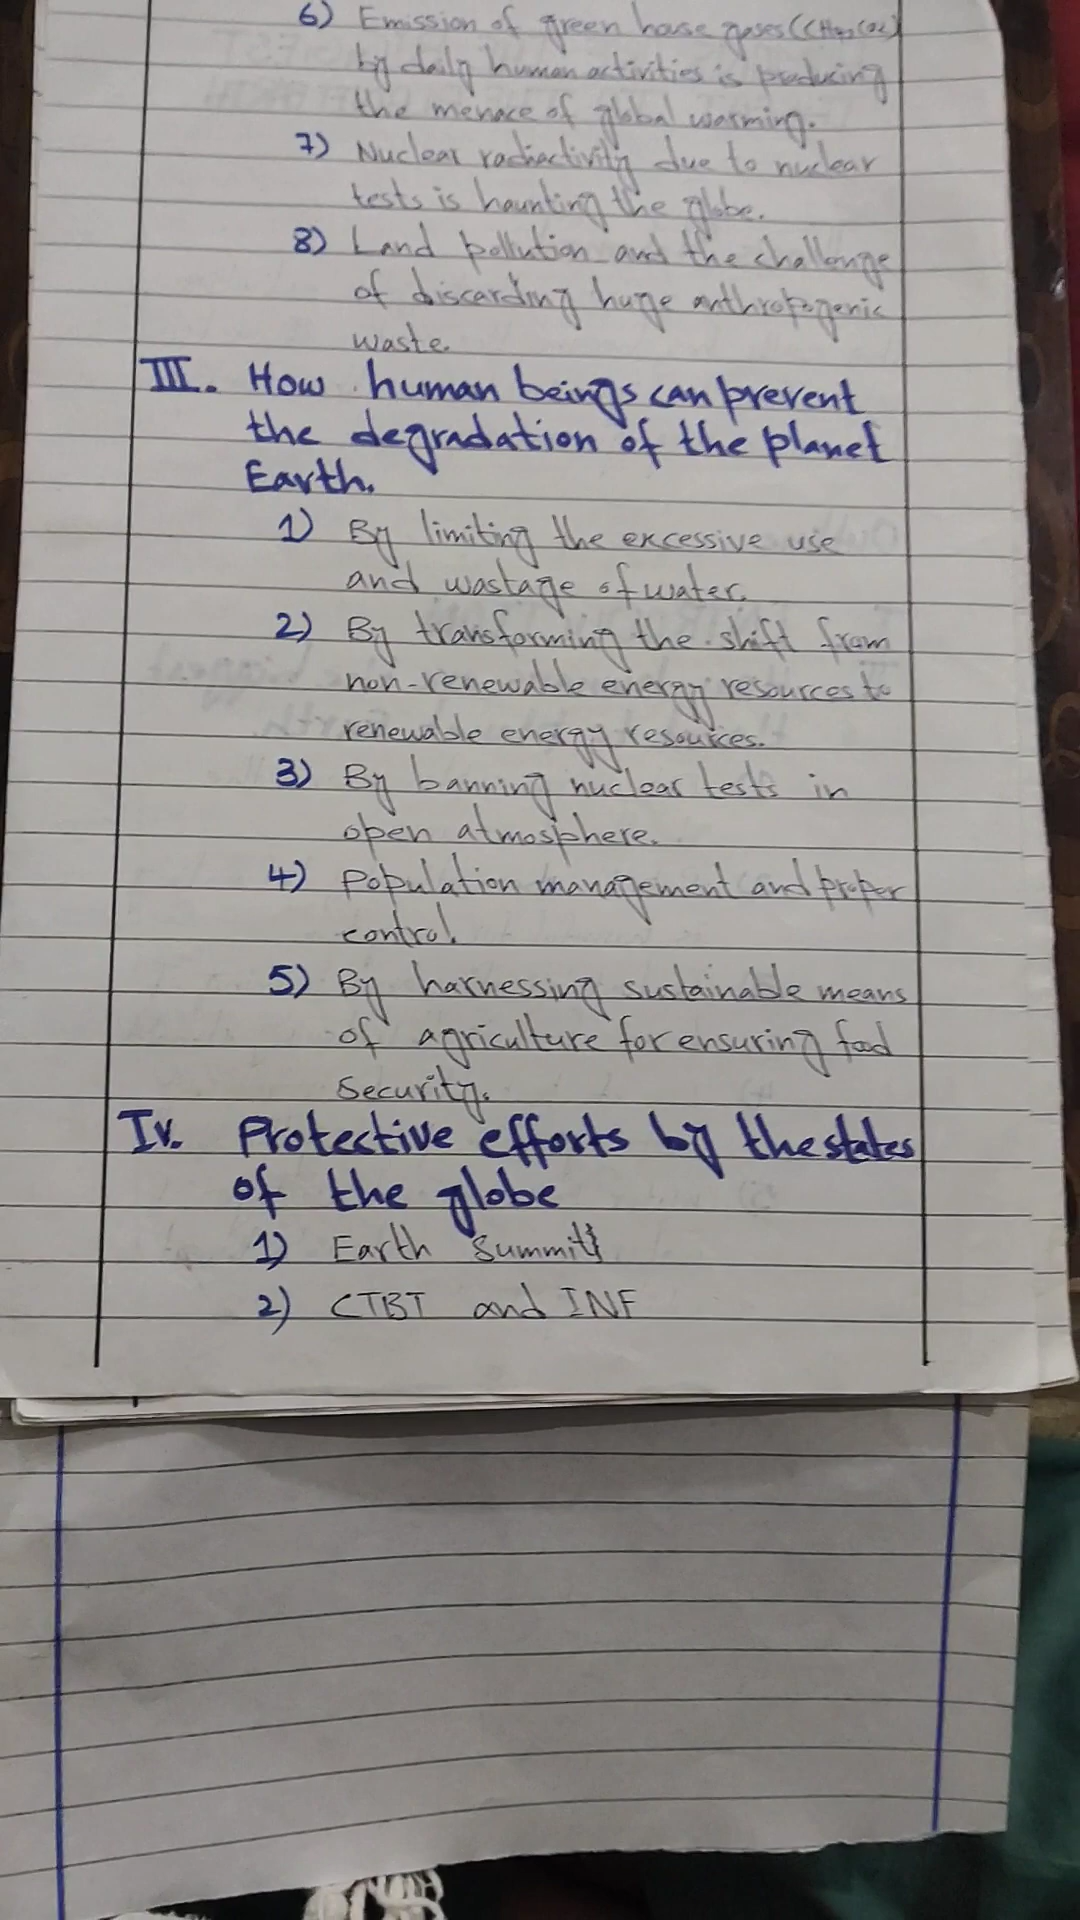 6) Emission of green house gases (CH4, CO2)
by daily human activities is producing
the menace of global warming.
7) Nuclear radiactivity due to nuclear
tests is haunting the globe.
8) Land pollution and the challenge
of discarding huge anthropogenic
waste.
III. How human beings can prevent
the degradation of the planet
Earth.
1) By limiting the excessive use
and wastage of water.
2) By transforming the shift from
non-renewable energy resources to
renewable energy resources.
3) By banning nuclear tests in
open atmosphere.
4) Population management and proper
control.
5) By harnessing sustainable means
of agriculture for ensuring food
security.
IV. Protective efforts by the states
of the globe
1) Earth Summit
2) CTBT and INF